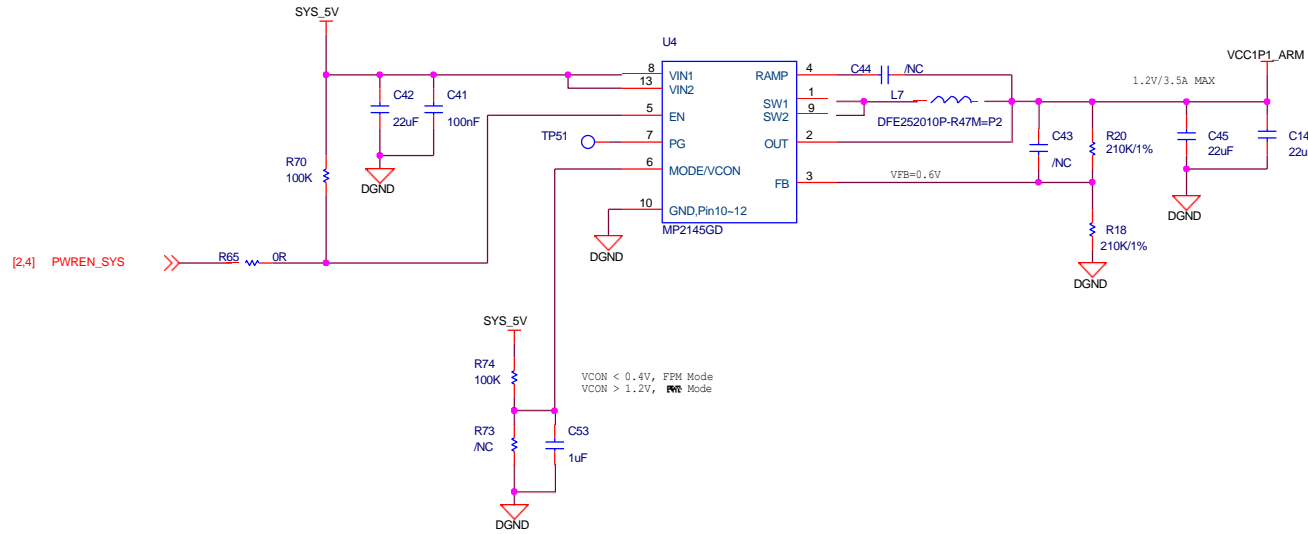 SYS_5V
U4
VCC1P1_ARM
8
VIN1
RAMP
4
C44
/NC
13
VIN2
1.2V/3.5A MAX
C42
C41
SW1
1
L7
22uF
100nF
5
EN
SW2
9
DFE252010P-R47M=P2
TP51
7
PG
OUT
2
C43
R20
C45
C14
/NC
210K/1%
22uF
22u
R70
100K
6
MODE/VCON
FB
3
VFB=0.6V
DGND
10
GND,Pin10~12
MP2145GD
DGND
R18
210K/1%
DGND
DGND
[2,4] PWREN_SYS
R65
0R
SYS_5V
R74
100K
VCON < 0.4V, FPM Mode
VCON > 1.2V, Mode
R73
/NC
C53
1uF
DGND